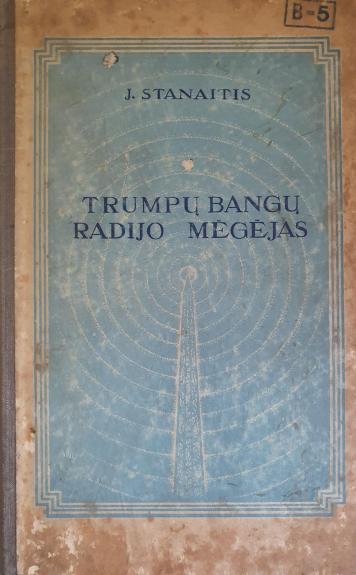 B-5
J. STANAITIS
TRUMPŲ BANGŲ
RADIJO MĖGĖJAS